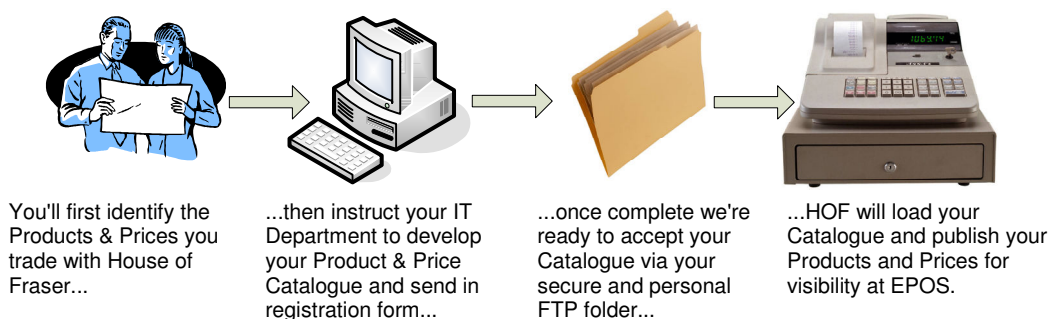 You'll first identify the
Products & Prices you
trade with House of
Fraser...
...then instruct your IT
Department to develop
your Product & Price
Catalogue and send in
registration form...
...once complete we're
ready to accept your
Catalogue via your
secure and personal
FTP folder...
...HOF will load your
Catalogue and publish your
Products and Prices for
visibility at EPOS.